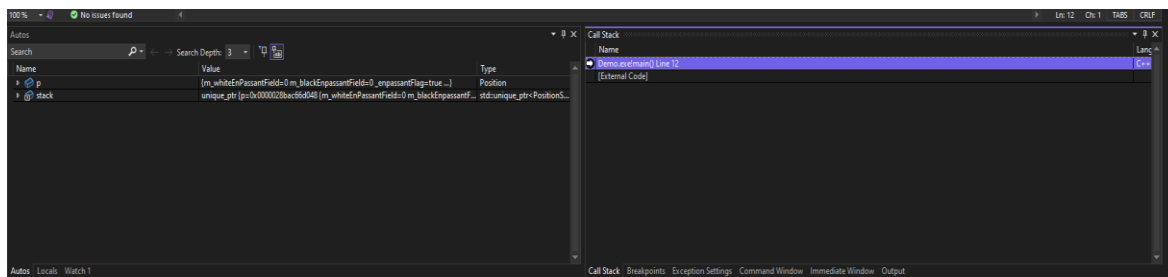 100 % No issues found Ln: 12 Ch: 1 TABS CRLF
Autos
Search Search Depth: 3
Name Value Type
p {m_whiteEnPassantField=0 m_blackEnpassantField=0 _enpassantFlag=true ...} Position
stack unique_ptr {p=0x0000028bac66d048 {m_whiteEnPassantField=0 m_blackEnpassantF... std::unique_ptr<PositionS...
Autos Locals Watch 1
Call Stack
Name Lang
Demo.exe!main() Line 12 C++
[External Code]
Call Stack Breakpoints Exception Settings Command Window Immediate Window Output